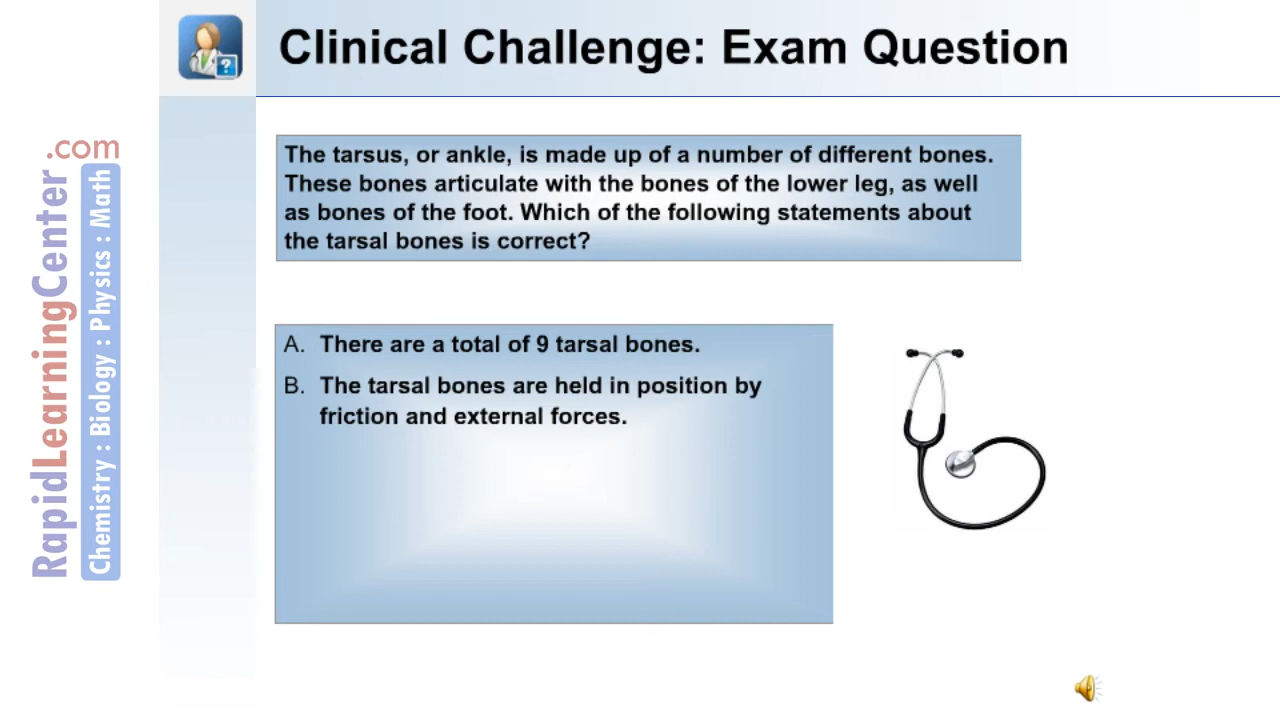 Clinical Challenge: Exam Question
?
RapidLearningCenter.com
Chemistry : Biology : Physics : Math
The tarsus, or ankle, is made up of a number of different bones.
These bones articulate with the bones of the lower leg, as well
as bones of the foot. Which of the following statements about
the tarsal bones is correct?
A. There are a total of 9 tarsal bones.
B. The tarsal bones are held in position by
friction and external forces.